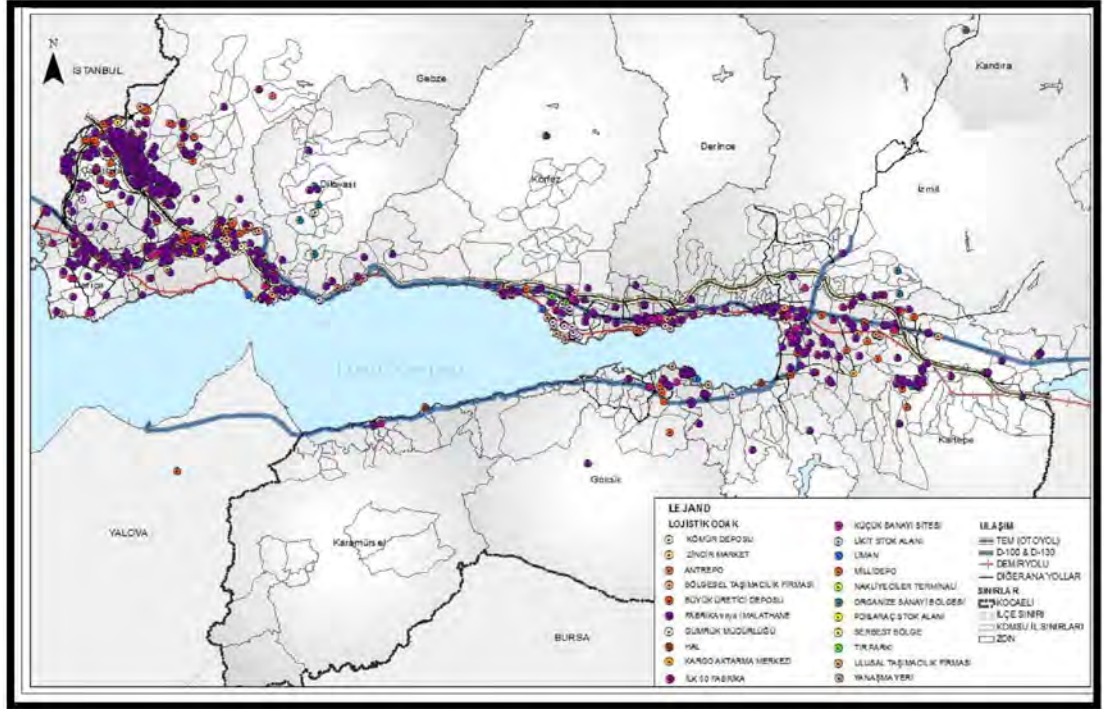 N
İSTANBUL
Gebze
Kandıra
Derince
Dilovası
Körfez
İzmit
Kartepe
Gölcük
YALOVA
Karamürsel
BURSA
LEJAND
LOJİSTİK ODAK
KÖMÜR DEPOSU
ZİNCİR MARKET
ANTREPO
BÖLGESEL TAŞIMACILIK FİRMASI
BÜYÜK ÜRETİCİ DEPOSU
FABRİKA veya İMALATHANE
GÜMRÜK MÜDÜRLÜĞÜ
HAL
KARGO AKTARMA MERKEZİ
İLK 50 FABRİKA
KÜÇÜK SANAYİ SİTESİ
LİKİT STOK ALANI
LİMAN
MİLLİ DEPO
NAKLİYECİLER TERMİNALİ
ORGANİZE SANAYİ BÖLGESİ
STOK ALANI
SERBEST BÖLGE
TIR PARKI
ULUSAL TAŞIMACILIK FİRMASI
YANAŞMA YERİ
ULAŞIM
TEM (OTOYOL)
D-100 & D-130
DEMİRYOLU
DİĞER ANA YOLLAR
SINIRLAR
KOCAELİ
İLÇE SINIRI
KOMŞU İL SINIRLARI
ZON